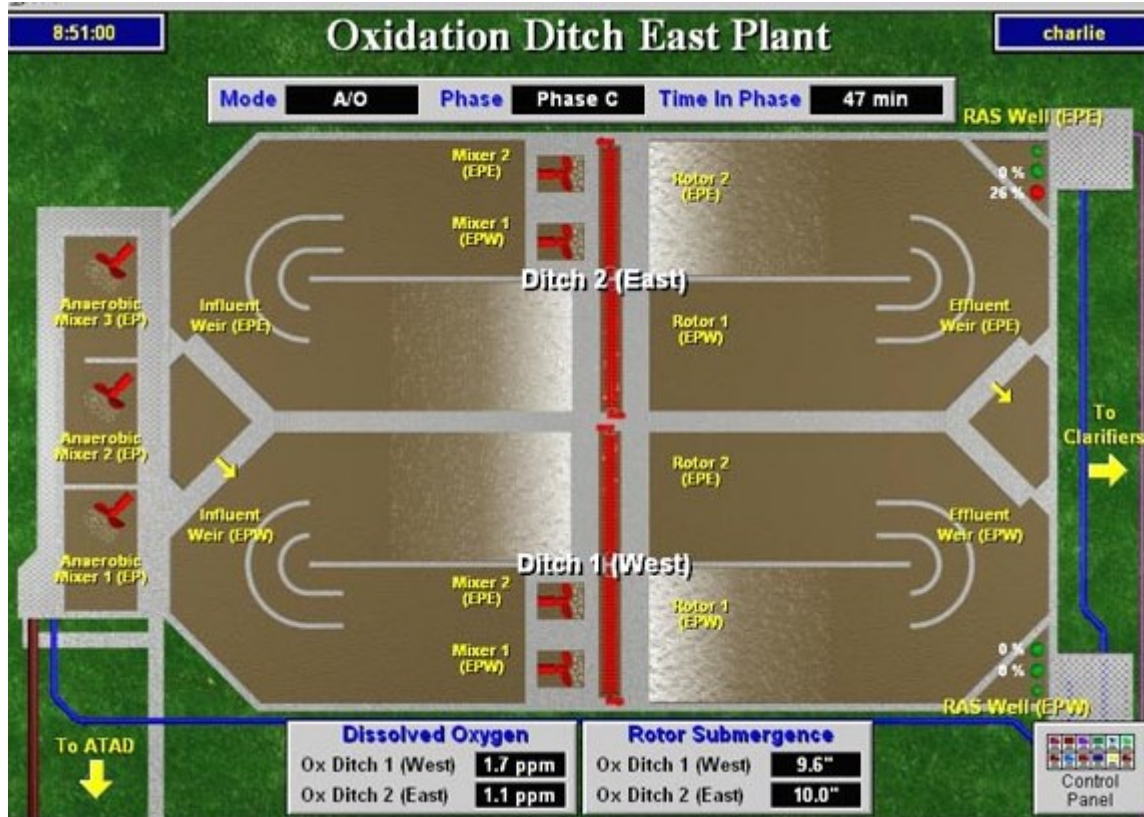 8:51:00
Oxidation Ditch East Plant
charlie
Mode A/O Phase Phase C Time In Phase 47 min
RAS Well (EPE)
Mixer 2
(EPE)
Rotor 2
(EPE)
0 %
26 %
Mixer 1
(EPW)
Ditch 2 (East)
Anaerobic
Mixer 3 (EP)
Influent
Weir (EPE)
Rotor 1
(EPW)
Effluent
Weir (EPE)
To
Clarifiers
Anaerobic
Mixer 2 (EP)
Rotor 2
(EPE)
Influent
Weir (EPW)
Effluent
Weir (EPW)
Ditch 1 (West)
Anaerobic
Mixer 1 (EP)
Mixer 2
(EPE)
Rotor 1
(EPW)
Mixer 1
(EPW)
0 %
0 %
RAS Well (EPW)
To ATAD
Dissolved Oxygen
Ox Ditch 1 (West) 1.7 ppm
Ox Ditch 2 (East) 1.1 ppm
Rotor Submergence
Ox Ditch 1 (West) 9.6"
Ox Ditch 2 (East) 10.0"
Control
Panel